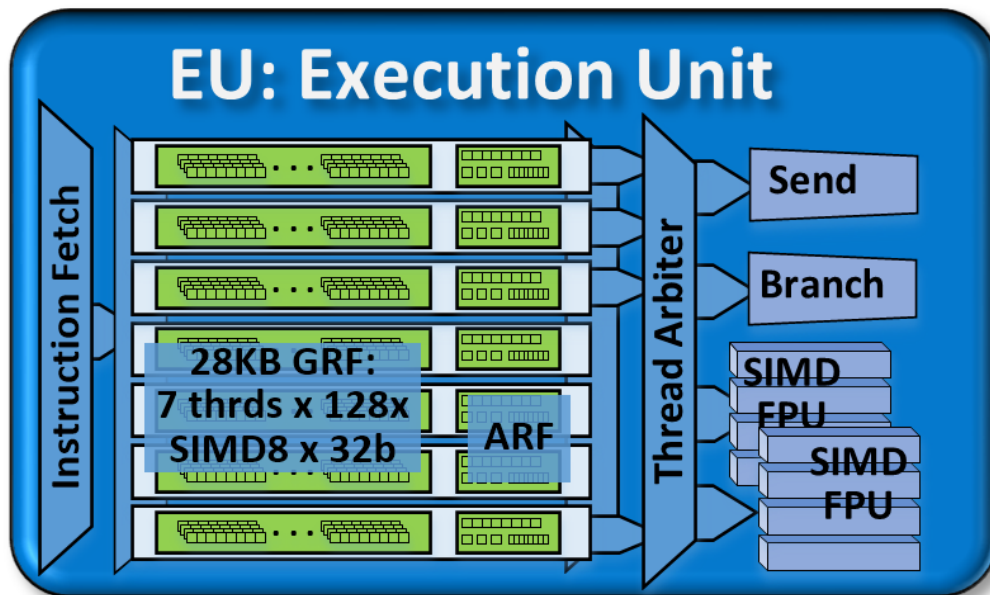 EU: Execution Unit
Instruction Fetch
28KB GRF:
7 thrds x 128x
SIMD8 x 32b
ARF
Thread Arbiter
Send
Branch
SIMD
FPU
SIMD
FPU